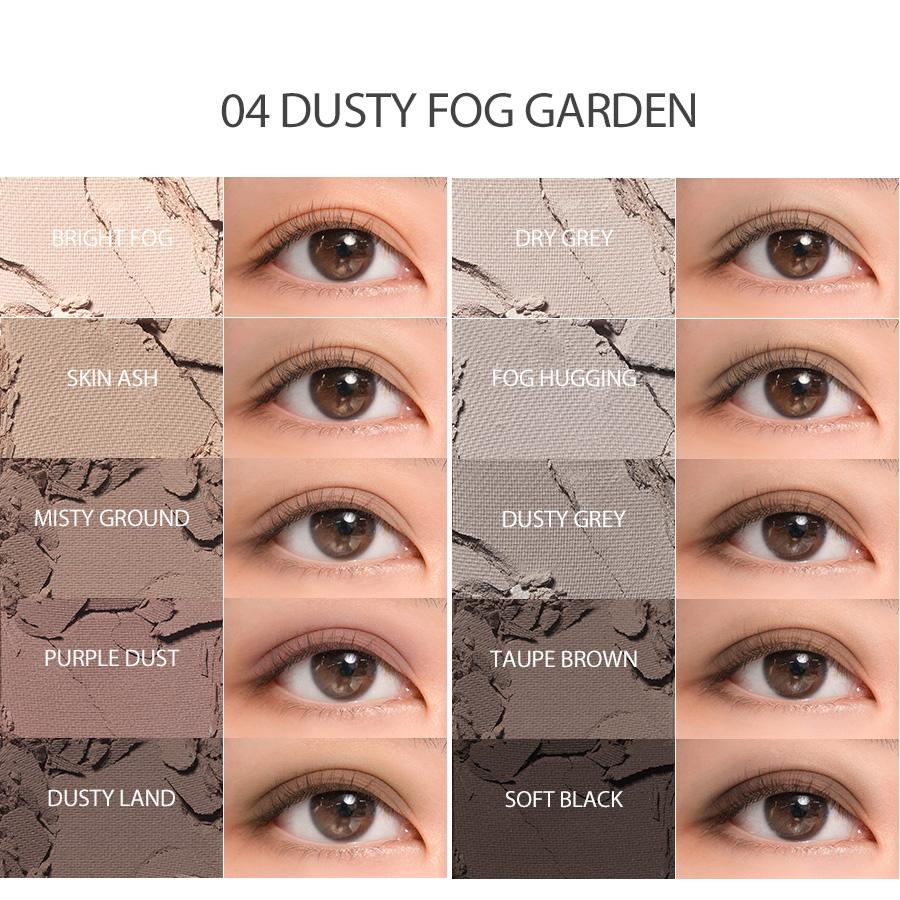 04 DUSTY FOG GARDEN
BRIGHT FOG
DRY GREY
SKIN ASH
FOG HUGGING
MISTY GROUND
DUSTY GREY
PURPLE DUST
TAUPE BROWN
DUSTY LAND
SOFT BLACK